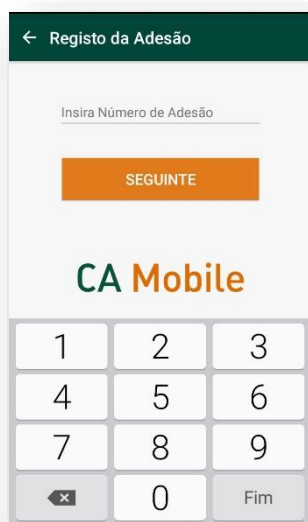 Registo da Adesão
Insira Número de Adesão
SEGUINTE
CA Mobile
1 2 3
4 5 6
7 8 9
0 Fim